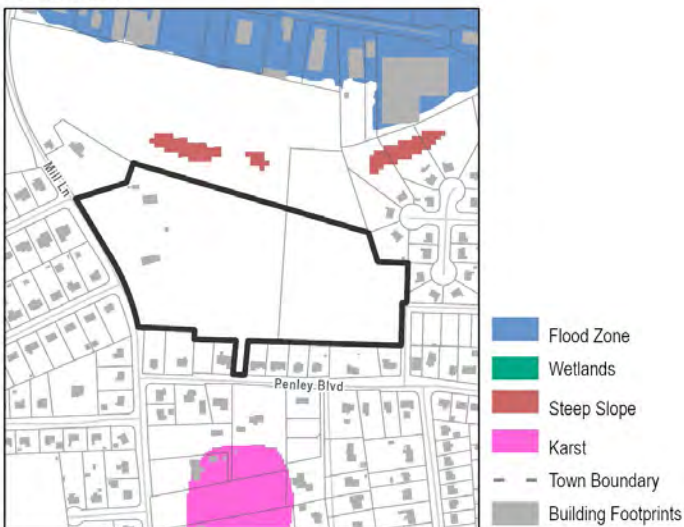 Mill Ln
Penley Blvd
Flood Zone
Wetlands
Steep Slope
Karst
Town Boundary
Building Footprints